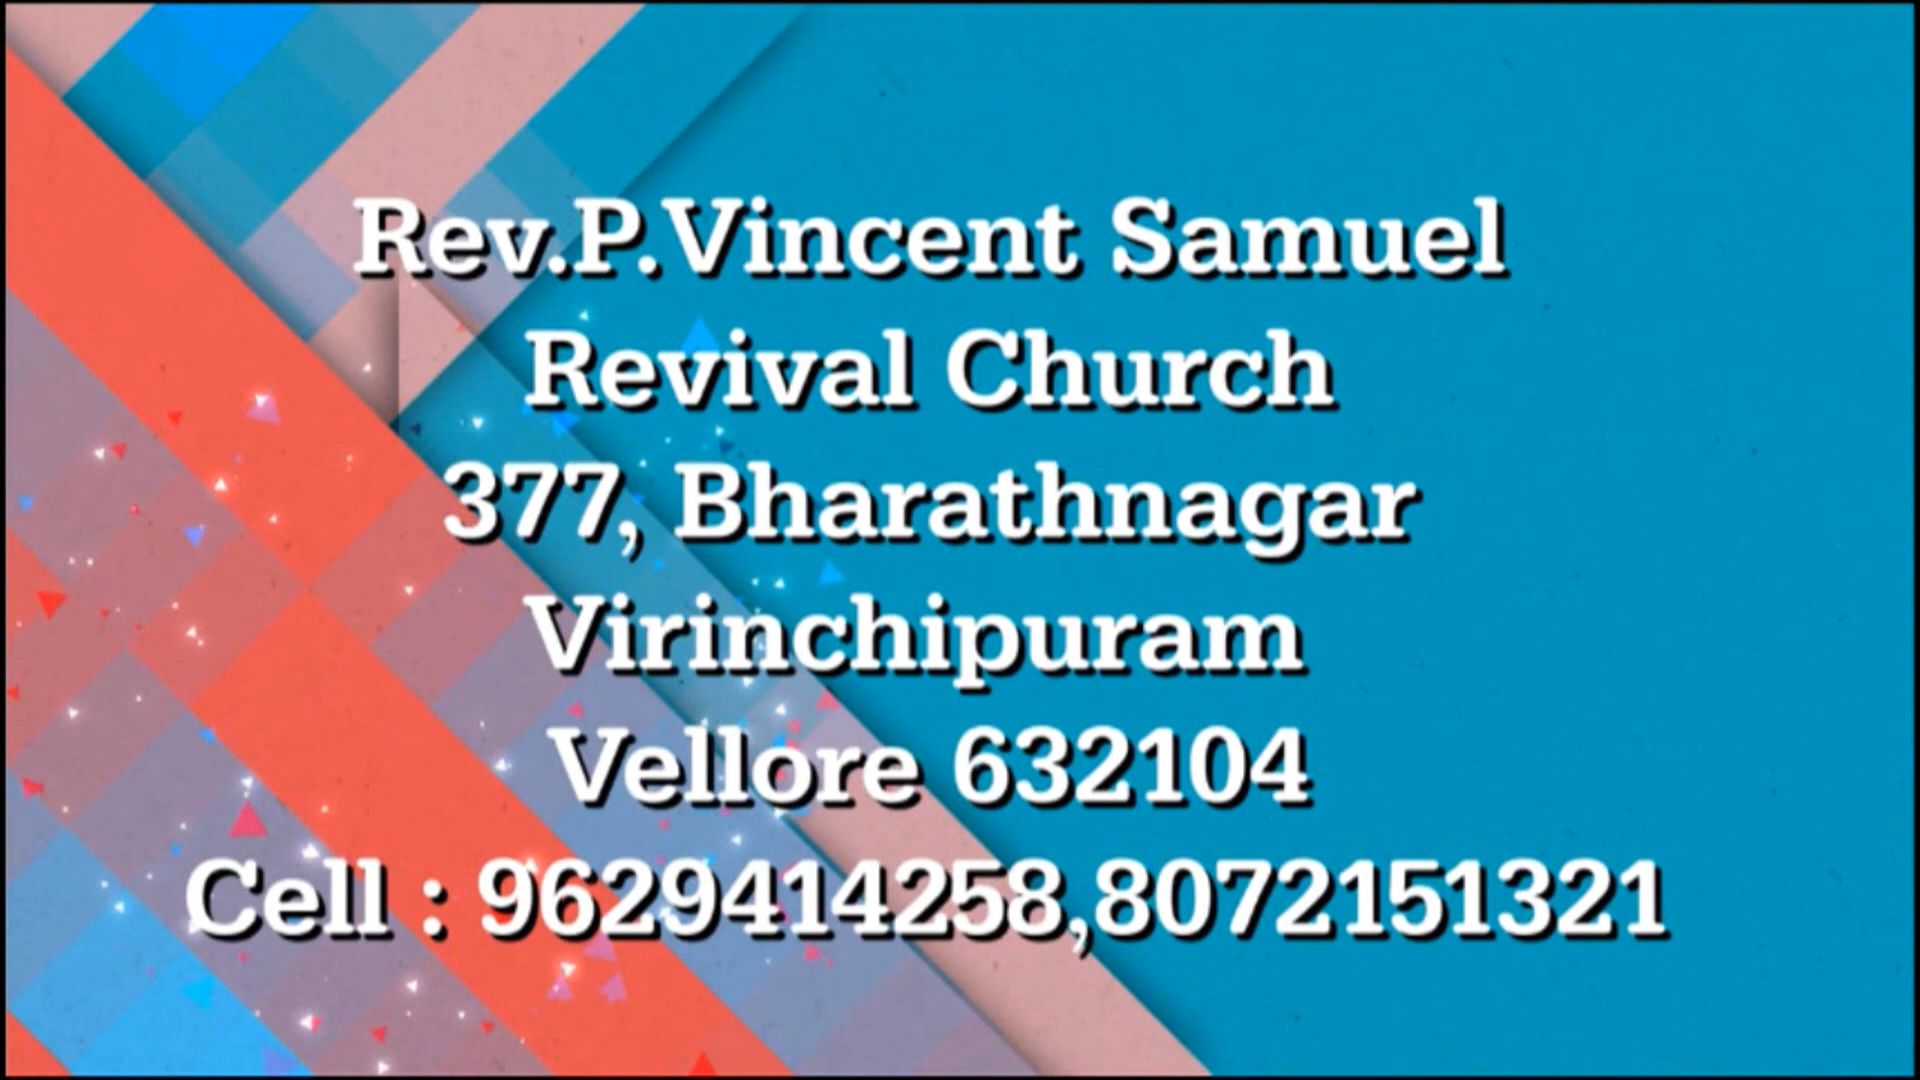 Rev.P.Vincent Samuel
Revival Church
377, Bharathnagar
Virinchipuram
Vellore 632104
Cell : 9629414258,8072151321